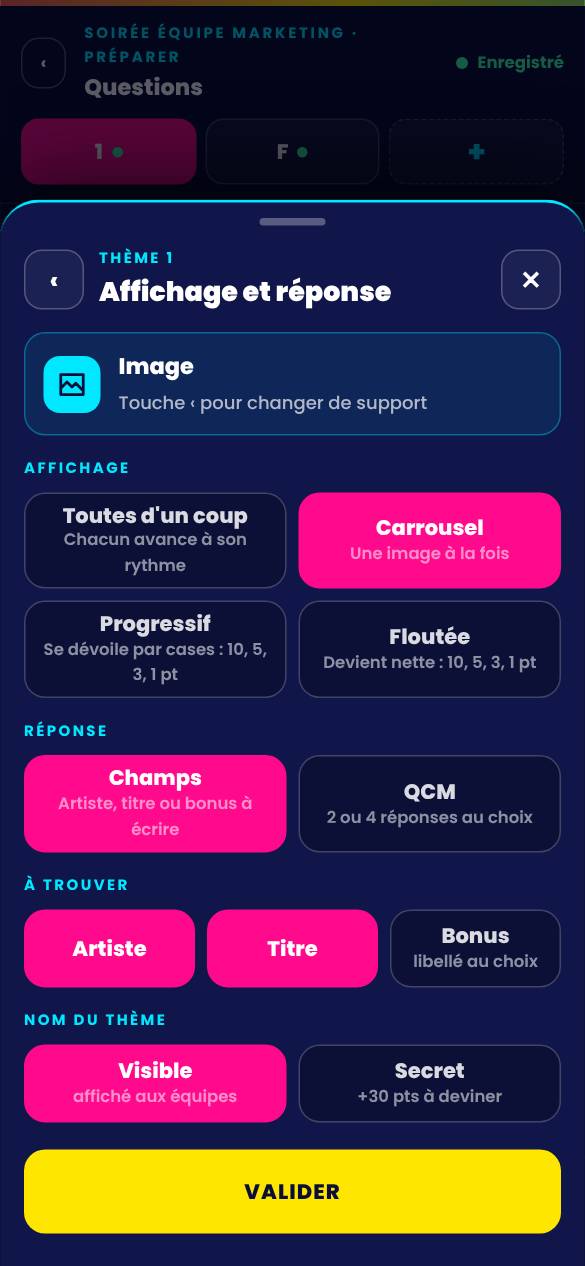 SOIRÉE ÉQUIPE MARKETING ·
PRÉPARER
‹
Questions
Enregistré
1
F
+
THÈME 1
‹
Affichage et réponse
✕
Image
Touche ‹ pour changer de support
AFFICHAGE
Toutes d'un coup
Chacun avance à son
rythme
Carrousel
Une image à la fois
Progressif
Se dévoile par cases : 10, 5,
3, 1 pt
Floutée
Devient nette : 10, 5, 3, 1 pt
RÉPONSE
Champs
Artiste, titre ou bonus à
écrire
QCM
2 ou 4 réponses au choix
À TROUVER
Artiste
Titre
Bonus
libellé au choix
NOM DU THÈME
Visible
affiché aux équipes
Secret
+30 pts à deviner
VALIDER